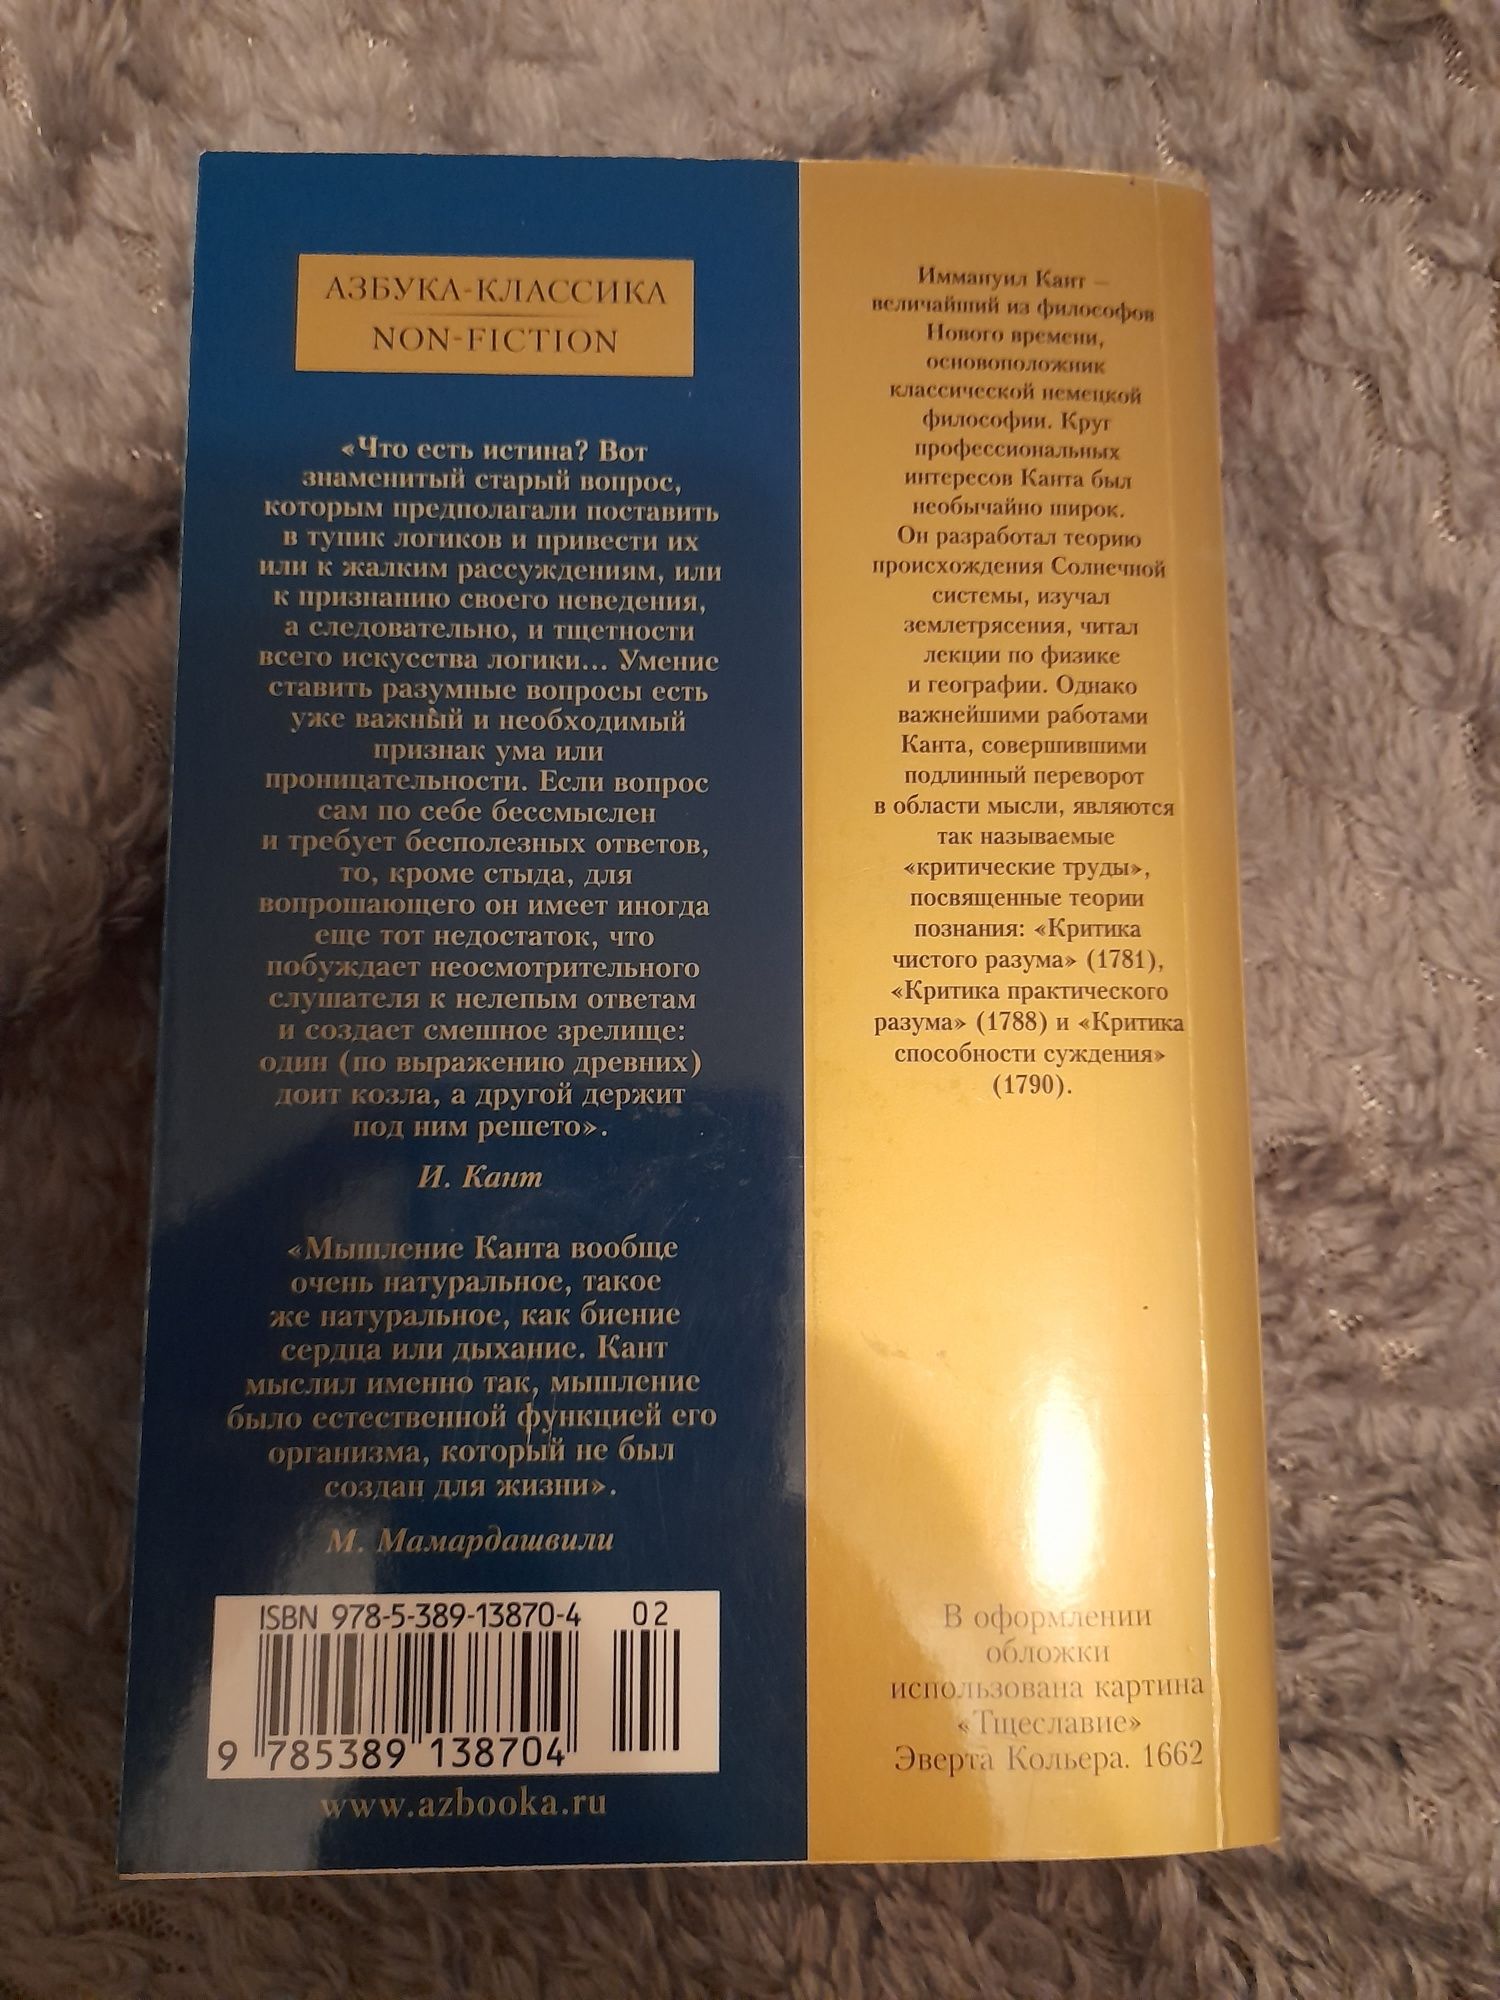 АЗБУКА-КЛАССИКА
NON-FICTION
«Что есть истина? Вот
знаменитый старый вопрос,
которым предполагали поставить
в тупик логиков и привести их
или к жалким рассуждениям, или
к признанию своего неведения,
а следовательно, и тщетности
всего искусства логики... Умение
ставить разумные вопросы есть
уже важный и необходимый
признак ума или
проницательности. Если вопрос
сам по себе бессмыслен
и требует бесполезных ответов,
то, кроме стыда, для
вопрошающего он имеет иногда
еще тот недостаток, что
побуждает неосмотрительного
слушателя к нелепым ответам
и создает смешное зрелище:
один (по выражению древних)
доит козла, а другой держит
под ним решето».
И. Кант
«Мышление Канта вообще
очень натуральное, такое
же натуральное, как биение
сердца или дыхание. Кант
мыслил именно так, мышление
было естественной функцией его
организма, который не был
создан для жизни».
М. Мамардашвили
ISBN 978-5-389-13870-4 02
9 785389 138704
www.azbooka.ru
Иммануил Кант –
величайший из философов
Нового времени,
основоположник
классической немецкой
философии. Круг
профессиональных
интересов Канта был
необычайно широк.
Он разработал теорию
происхождения Солнечной
системы, изучал
землетрясения, читал
лекции по физике
и географии. Однако
важнейшими работами
Канта, совершившими
подлинный переворот
в области мысли, являются
так называемые
«критические труды»,
посвященные теории
познания: «Критика
чистого разума» (1781),
«Критика практического
разума» (1788) и «Критика
способности суждения»
(1790).
В оформлении
обложки
использована картина
«Тщеславие»
Эверта Кольера. 1662